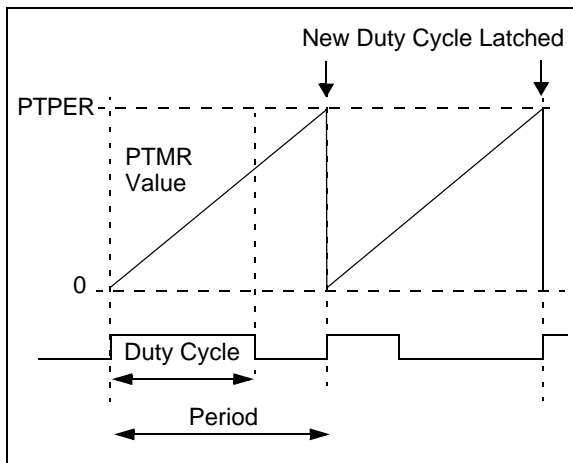 New Duty Cycle Latched
PTPER
PTMR
Value
0
Duty Cycle
Period